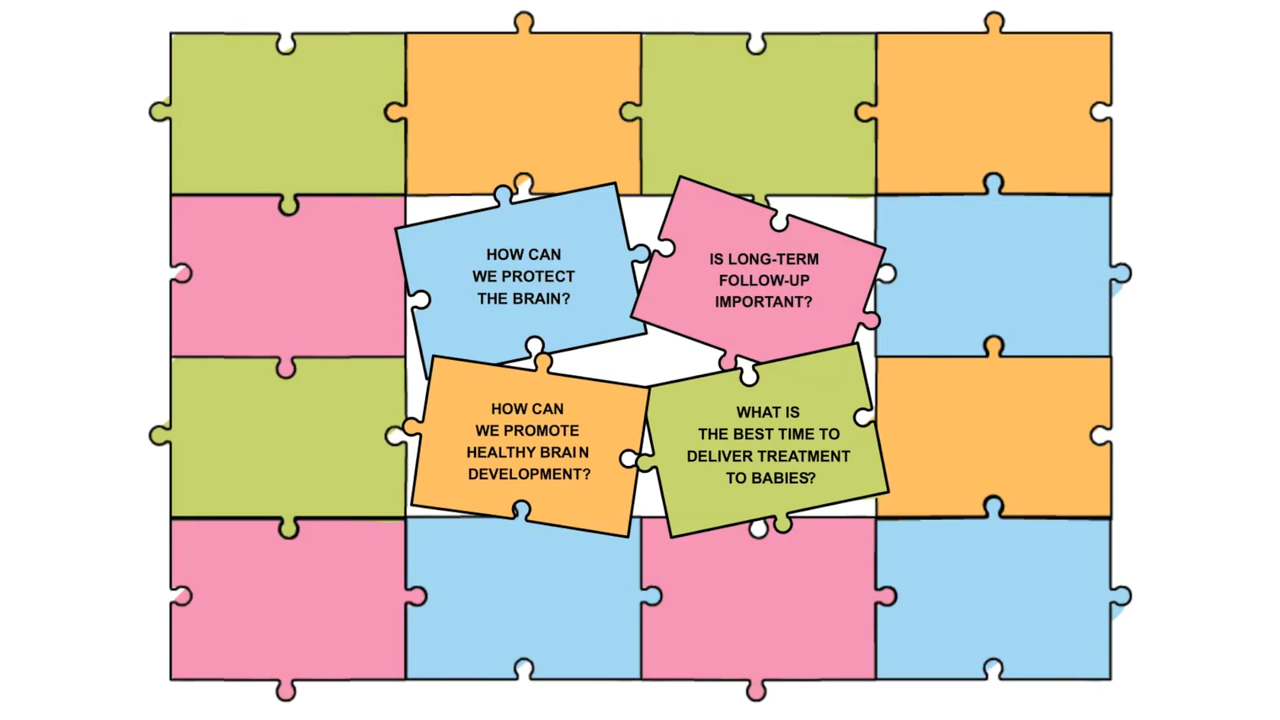 HOW CAN
WE PROTECT
THE BRAIN?
IS LONG-TERM
FOLLOW-UP
IMPORTANT?
HOW CAN
WE PROMOTE
HEALTHY BRAIN
DEVELOPMENT?
WHAT IS
THE BEST TIME TO
DELIVER TREATMENT
TO BABIES?